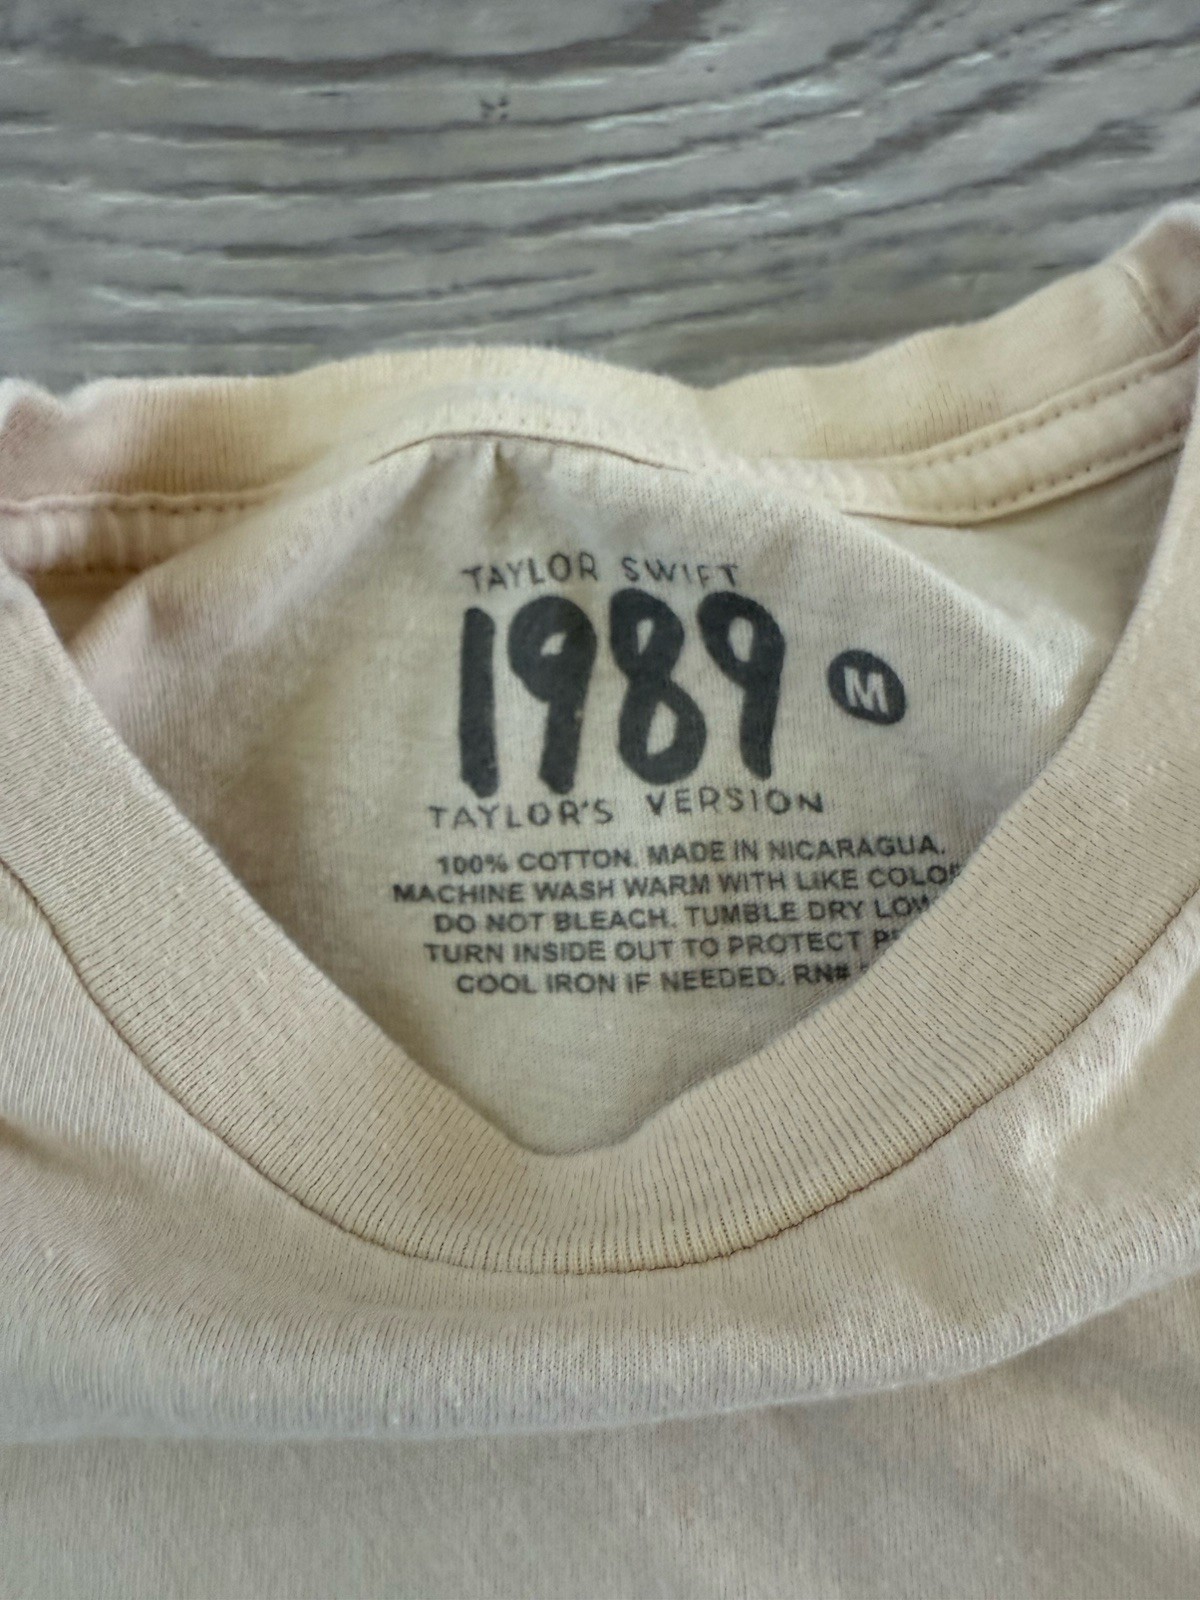 TAYLOR SWIFT
1989
M
TAYLOR'S VERSION
100% COTTON. MADE IN NICARAGUA.
MACHINE WASH WARM WITH LIKE
DO NOT BLEACH. TUMBLE DRY
TURN INSIDE OUT TO PROTECT
COOL IRON IF NEEDED. RN#